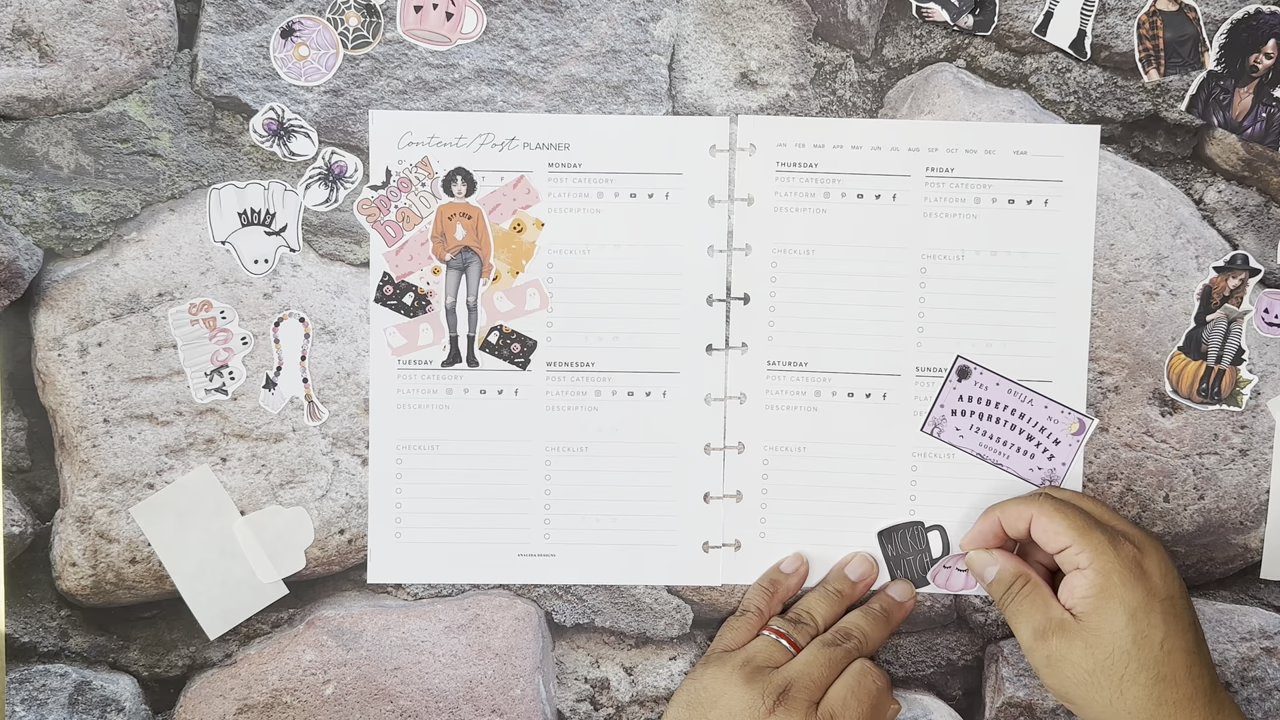 Content/Post PLANNER
JAN FEB MAR APR MAY JUN JUL AUG SEP OCT NOV DEC YEAR
T F
MONDAY
POST CATEGORY
PLATFORM
DESCRIPTION
CHECKLIST
Spooky
babe
BOO CREW
TUESDAY
POST CATEGORY
PLATFORM
DESCRIPTION
CHECKLIST
WEDNESDAY
POST CATEGORY
PLATFORM
DESCRIPTION
CHECKLIST
THURSDAY
POST CATEGORY
PLATFORM
DESCRIPTION
CHECKLIST
FRIDAY
POST CATEGORY
PLATFORM
DESCRIPTION
CHECKLIST
SATURDAY
POST CATEGORY
PLATFORM
DESCRIPTION
CHECKLIST
SUNDA
CHECKLIST
YES OUIJA NO
ABCDEFGHIJKLM
NOPQRSTUVWXYZ
1234567890
GOODBYE
WICKED
WITCH
SPOOKY